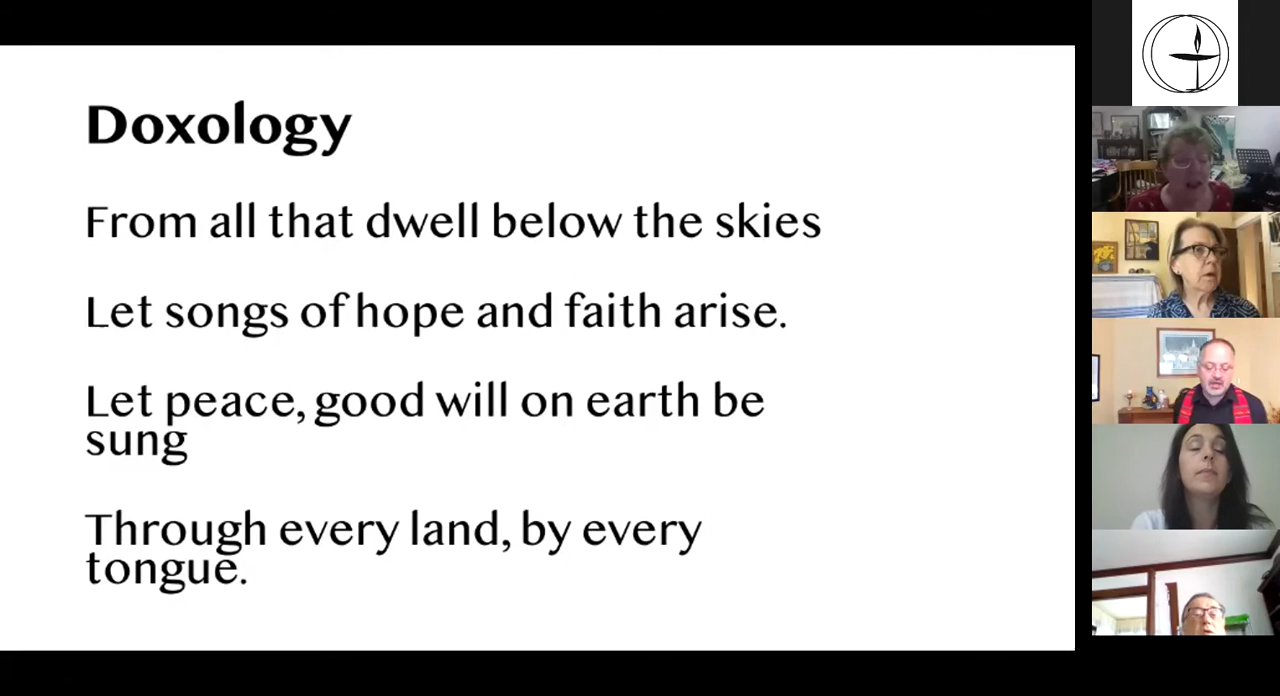 Doxology
From all that dwell below the skies
Let songs of hope and faith arise.
Let peace, good will on earth be
sung
Through every land, by every
tongue.